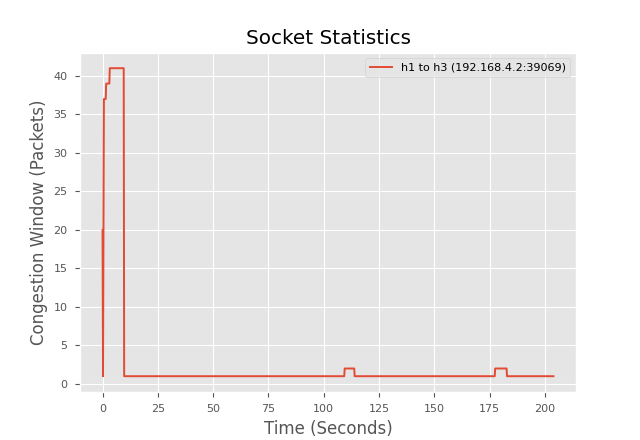 Socket Statistics
h1 to h3 (192.168.4.2:39069)
Congestion Window (Packets)
40
35
30
25
20
15
10
5
0
0 25 50 75 100 125 150 175 200
Time (Seconds)